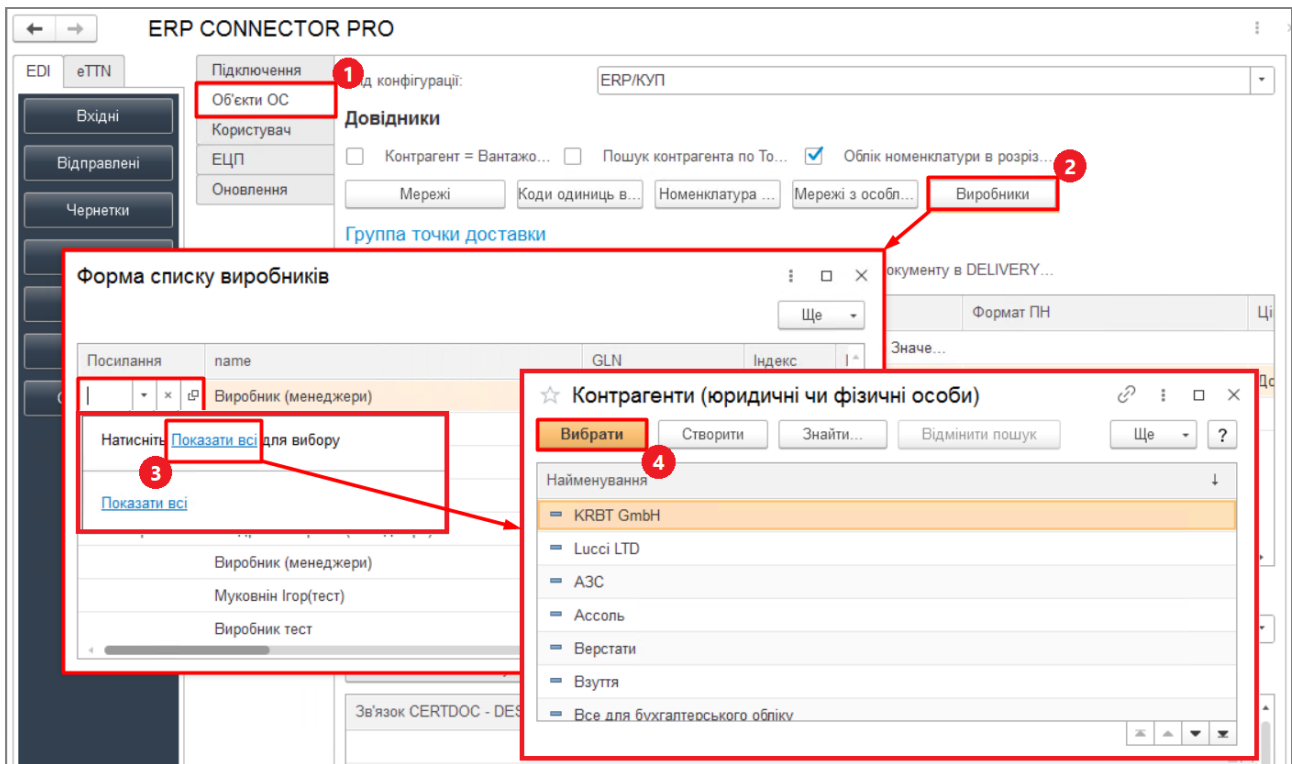 ERP CONNECTOR PRO
EDI
eTTN
Вхідні
Відправлені
Чернетки
Підключення
Об'єкти ОС
Користувач
ЕЦП
Оновлення
1
ид конфігурації:
ERP/КУП
Довідники
Контрагент = Вантажо...
Пошук контрагента по То...
Облік номенклатури в розріз...
2
Мережі
Коди одиниць в...
Номенклатура ...
Мережі з особл...
Виробники
Группа точки доставки
окументу в DELIVERY...
Формат ПН
Ці
Значе...
До
Форма списку виробників
Ще
Посилання
name
GLN
Індекс
Виробник (менеджери)
Натисніть Показати всі для вибору
3
Показати всі
Виробник (менеджери)
Муковнін Ігор(тест)
Виробник тест
Контрагенти (юридичні чи фізичні особи)
Вибрати
Створити
Знайти...
Відмінити пошук
Ще
?
4
Найменування
KRBT GmbH
Lucci LTD
АЗС
Ассоль
Верстати
Взуття
Все для бухгалтерського обліку
Зв'язок CERTDOC - DES